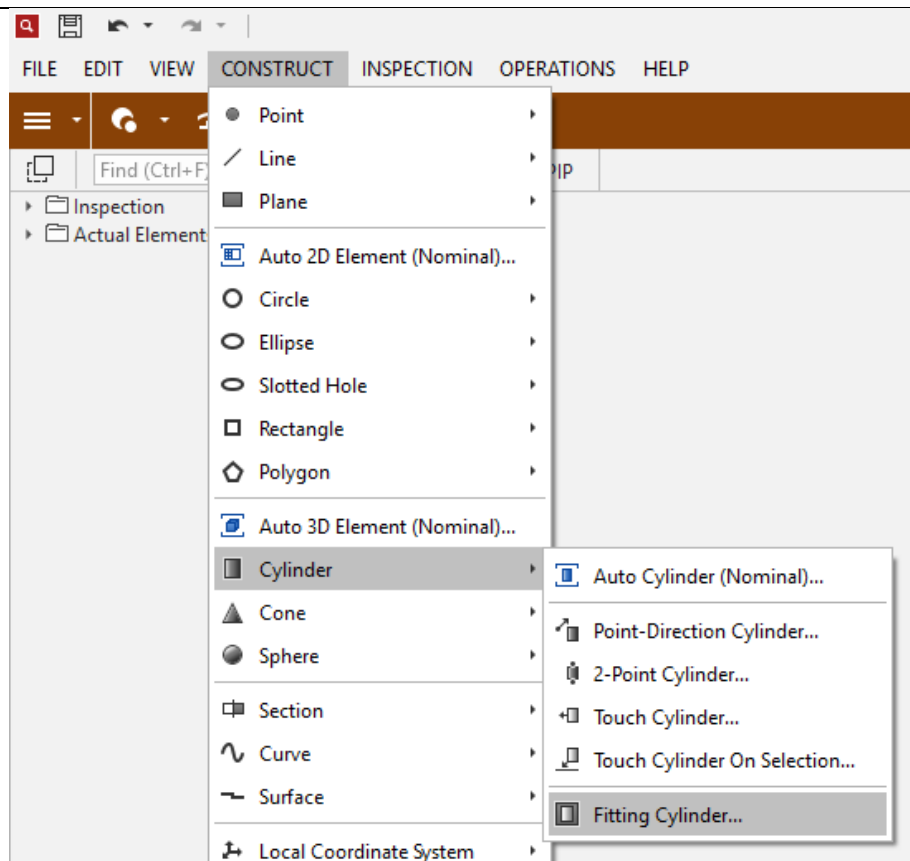 FILE EDIT VIEW CONSTRUCT INSPECTION OPERATIONS HELP
Point
Find (Ctrl+F)
Line
PIP
Inspection
Plane
Actual Element
Auto 2D Element (Nominal)...
Circle
Ellipse
Slotted Hole
Rectangle
Polygon
Auto 3D Element (Nominal)...
Cylinder
Auto Cylinder (Nominal)...
Cone
Point-Direction Cylinder...
Sphere
2-Point Cylinder...
Section
Touch Cylinder...
Curve
Touch Cylinder On Selection...
Surface
Fitting Cylinder...
Local Coordinate System